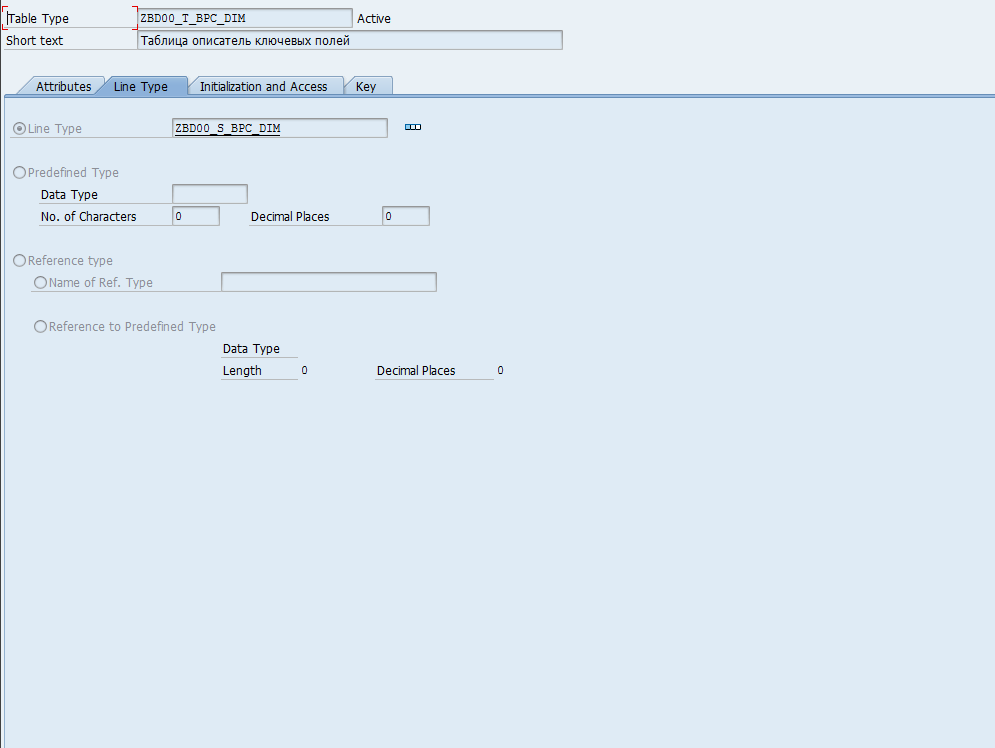 Table Type ZBD00_T_BPC_DIM Active
Short text Таблица описатель ключевых полей
Attributes Line Type Initialization and Access Key
Line Type ZBD00_S_BPC_DIM
Predefined Type
Data Type
No. of Characters 0 Decimal Places 0
Reference type
Name of Ref. Type
Reference to Predefined Type
Data Type
Length 0 Decimal Places 0